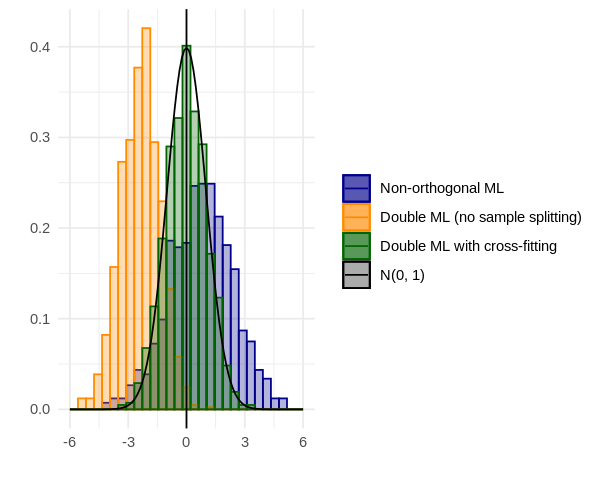 0.4
0.3
0.2
0.1
0.0
-6 -3 0 3 6
Non-orthogonal ML
Double ML (no sample splitting)
Double ML with cross-fitting
N(0, 1)